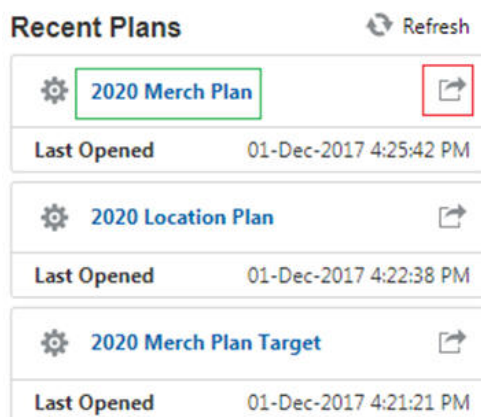 Recent Plans Refresh
2020 Merch Plan
Last Opened 01-Dec-2017 4:25:42 PM
2020 Location Plan
Last Opened 01-Dec-2017 4:22:38 PM
2020 Merch Plan Target
Last Opened 01-Dec-2017 4:21:21 PM